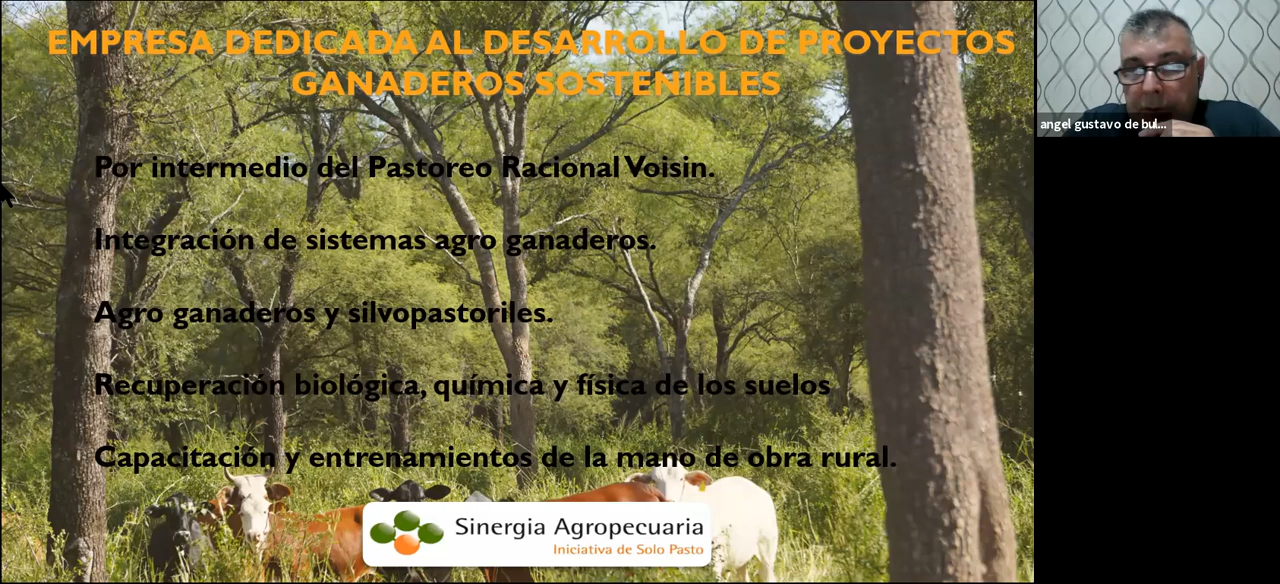 EMPRESA DEDICADA AL DESARROLLO DE PROYECTOS
GANADEROS SOSTENIBLES
Por intermedio del Pastoreo Racional Voisin.
Integración de sistemas agro ganaderos.
Agro ganaderos y silvopastoriles.
Recuperación biológica, química y física de los suelos
Capacitación y entrenamientos de la mano de obra rural.
Sinergia Agropecuaria
Iniciativa de Solo Pasto
angel gustavo de bul...